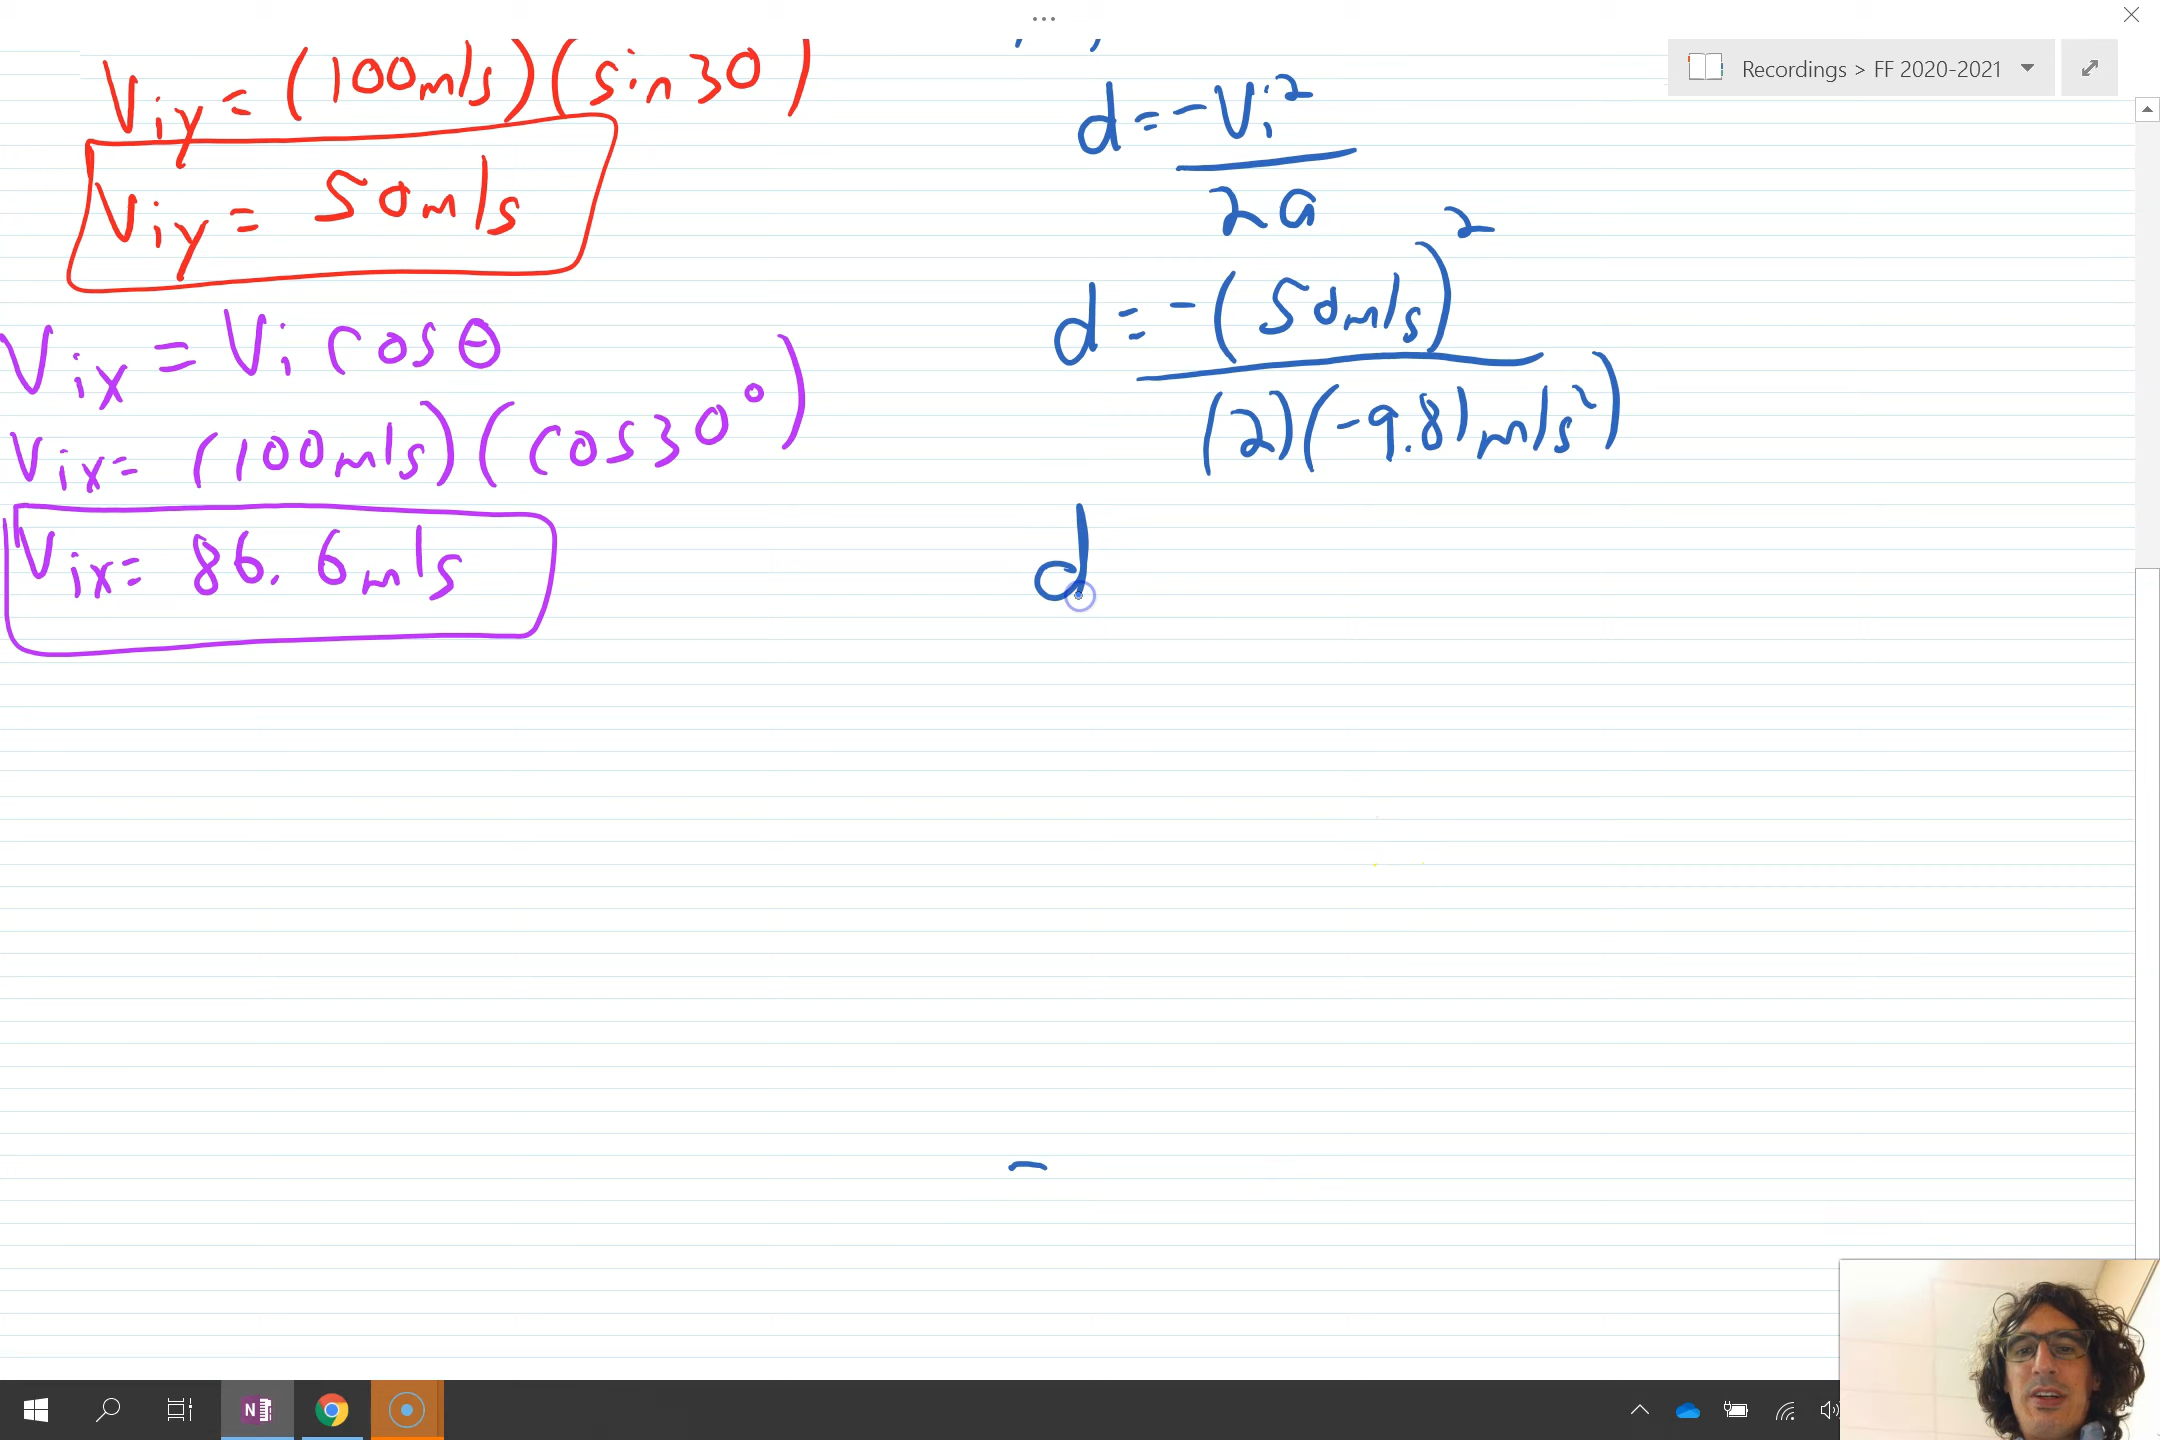 Recordings > FF 2020-2021
Viy = (100m/s)(sin30)
Viy = 50m/s
Vix = Vi cosθ
Vix = (100m/s)(cos30°)
Vix = 86.6m/s
d = -Vi²
2a
d = -(50m/s)²
(2)(-9.81m/s²)
d